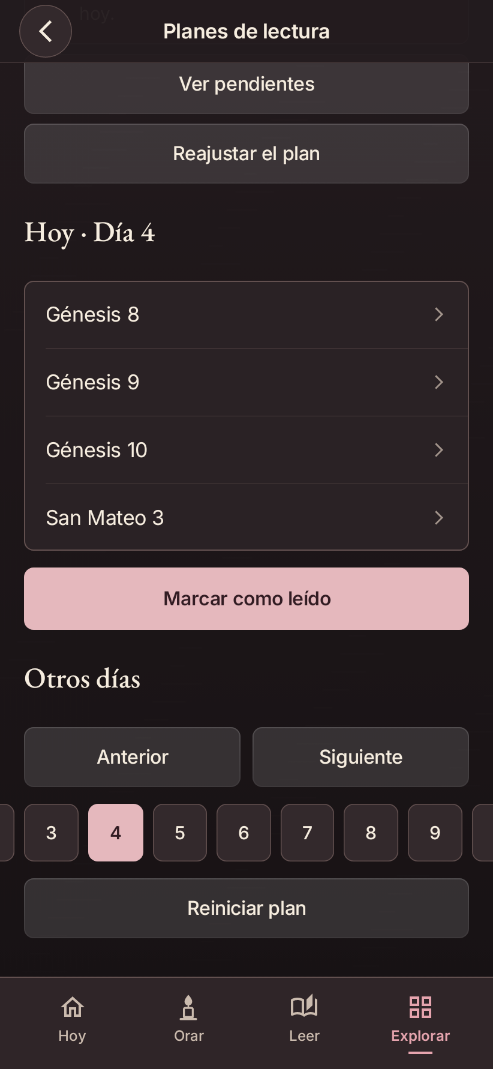 hoy.
Planes de lectura
Ver pendientes
Reajustar el plan
Hoy · Día 4
Génesis 8
Génesis 9
Génesis 10
San Mateo 3
Marcar como leído
Otros días
Anterior Siguiente
3 4 5 6 7 8 9
Reiniciar plan
Hoy Orar Leer Explorar